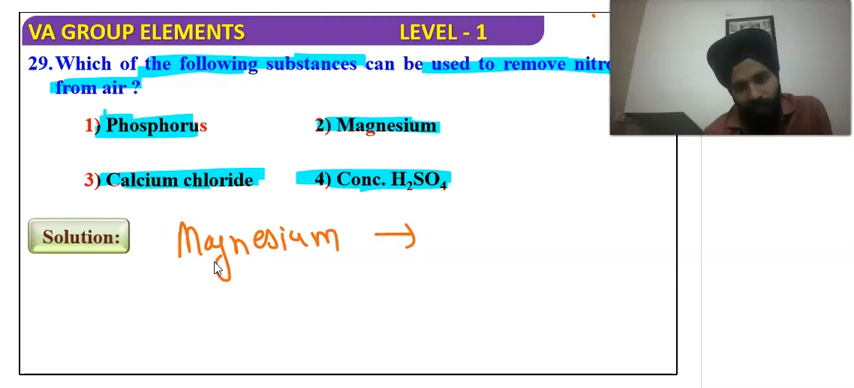 VA GROUP ELEMENTS LEVEL - 1
29. Which of the following substances can be used to remove
from air ?
1) Phosphorus 2) Magnesium
3) Calcium chloride 4) Conc. H₂SO₄
Solution: Magnesium →